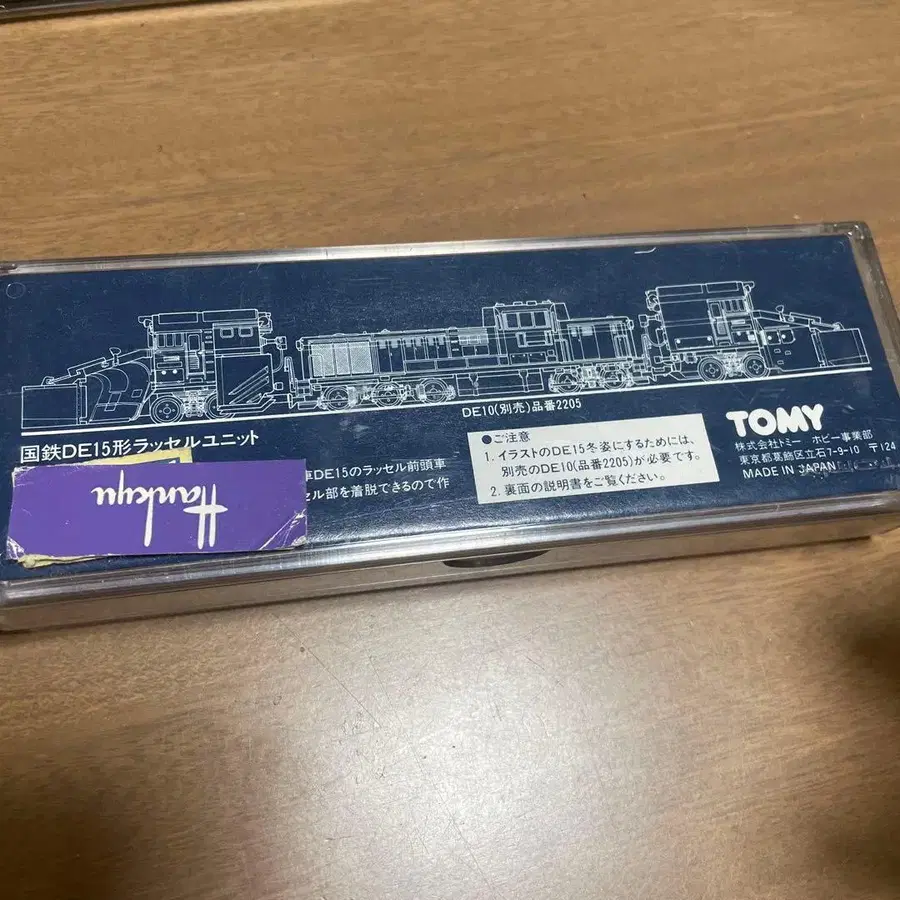 DE10(別売)品番2205
国鉄DE15形ラッセルユニット
車DE15のラッセル前頭車
セル部を着脱できるので作
●ご注意
1. イラストのDE15冬姿にするためには、
別売のDE10(品番2205)が必要です。
2. 裏面の説明書をご覧ください。
TOMY
株式会社トミー ホビー事業部
東京都葛飾区立石7-9-10 〒124
MADE IN JAPAN
Hankyu